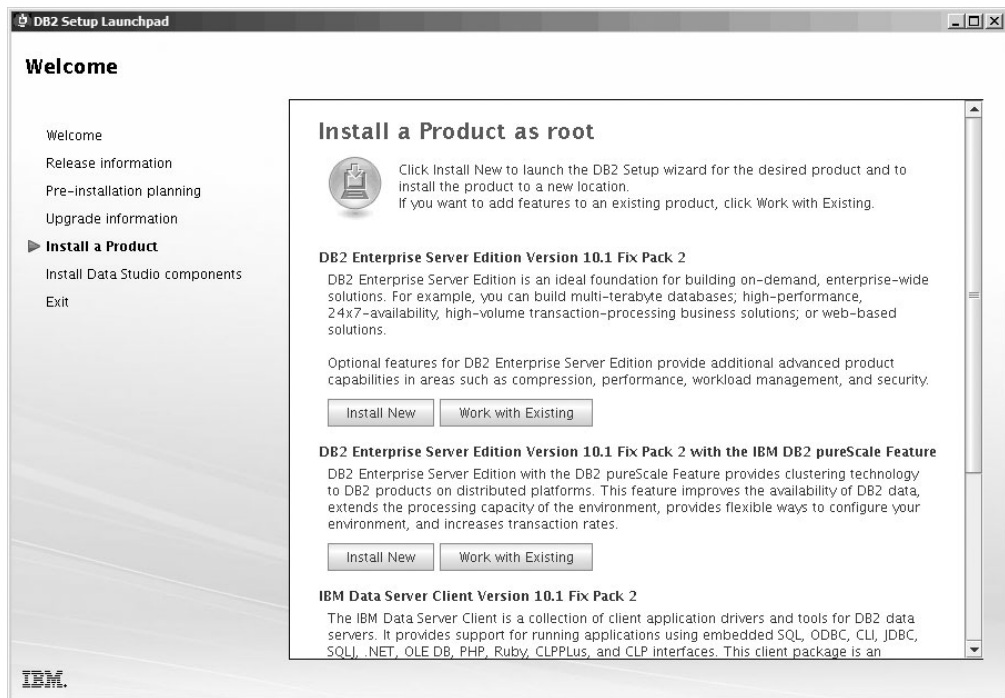 DB2 Setup Launchpad
Welcome
Welcome
Release information
Pre-installation planning
Upgrade information
Install a Product
Install Data Studio components
Exit
Install a Product as root
Click Install New to launch the DB2 Setup wizard for the desired product and to
install the product to a new location.
If you want to add features to an existing product, click Work with Existing.
DB2 Enterprise Server Edition Version 10.1 Fix Pack 2
DB2 Enterprise Server Edition is an ideal foundation for building on-demand, enterprise-wide
solutions. For example, you can build multi-terabyte databases; high-performance,
24x7-availability, high-volume transaction-processing business solutions; or web-based
solutions.
Optional features for DB2 Enterprise Server Edition provide additional advanced product
capabilities in areas such as compression, performance, workload management, and security.
Install New Work with Existing
DB2 Enterprise Server Edition Version 10.1 Fix Pack 2 with the IBM DB2 pureScale Feature
DB2 Enterprise Server Edition with the DB2 pureScale Feature provides clustering technology
to DB2 products on distributed platforms. This feature improves the availability of DB2 data,
extends the processing capacity of the environment, provides flexible ways to configure your
environment, and increases transaction rates.
Install New Work with Existing
IBM Data Server Client Version 10.1 Fix Pack 2
The IBM Data Server Client is a collection of client application drivers and tools for DB2 data
servers. It provides support for running applications using embedded SQL, ODBC, CLI, JDBC,
SQLJ, .NET, OLE DB, PHP, Ruby, CLPPLus, and CLP interfaces. This client package is an
IBM.